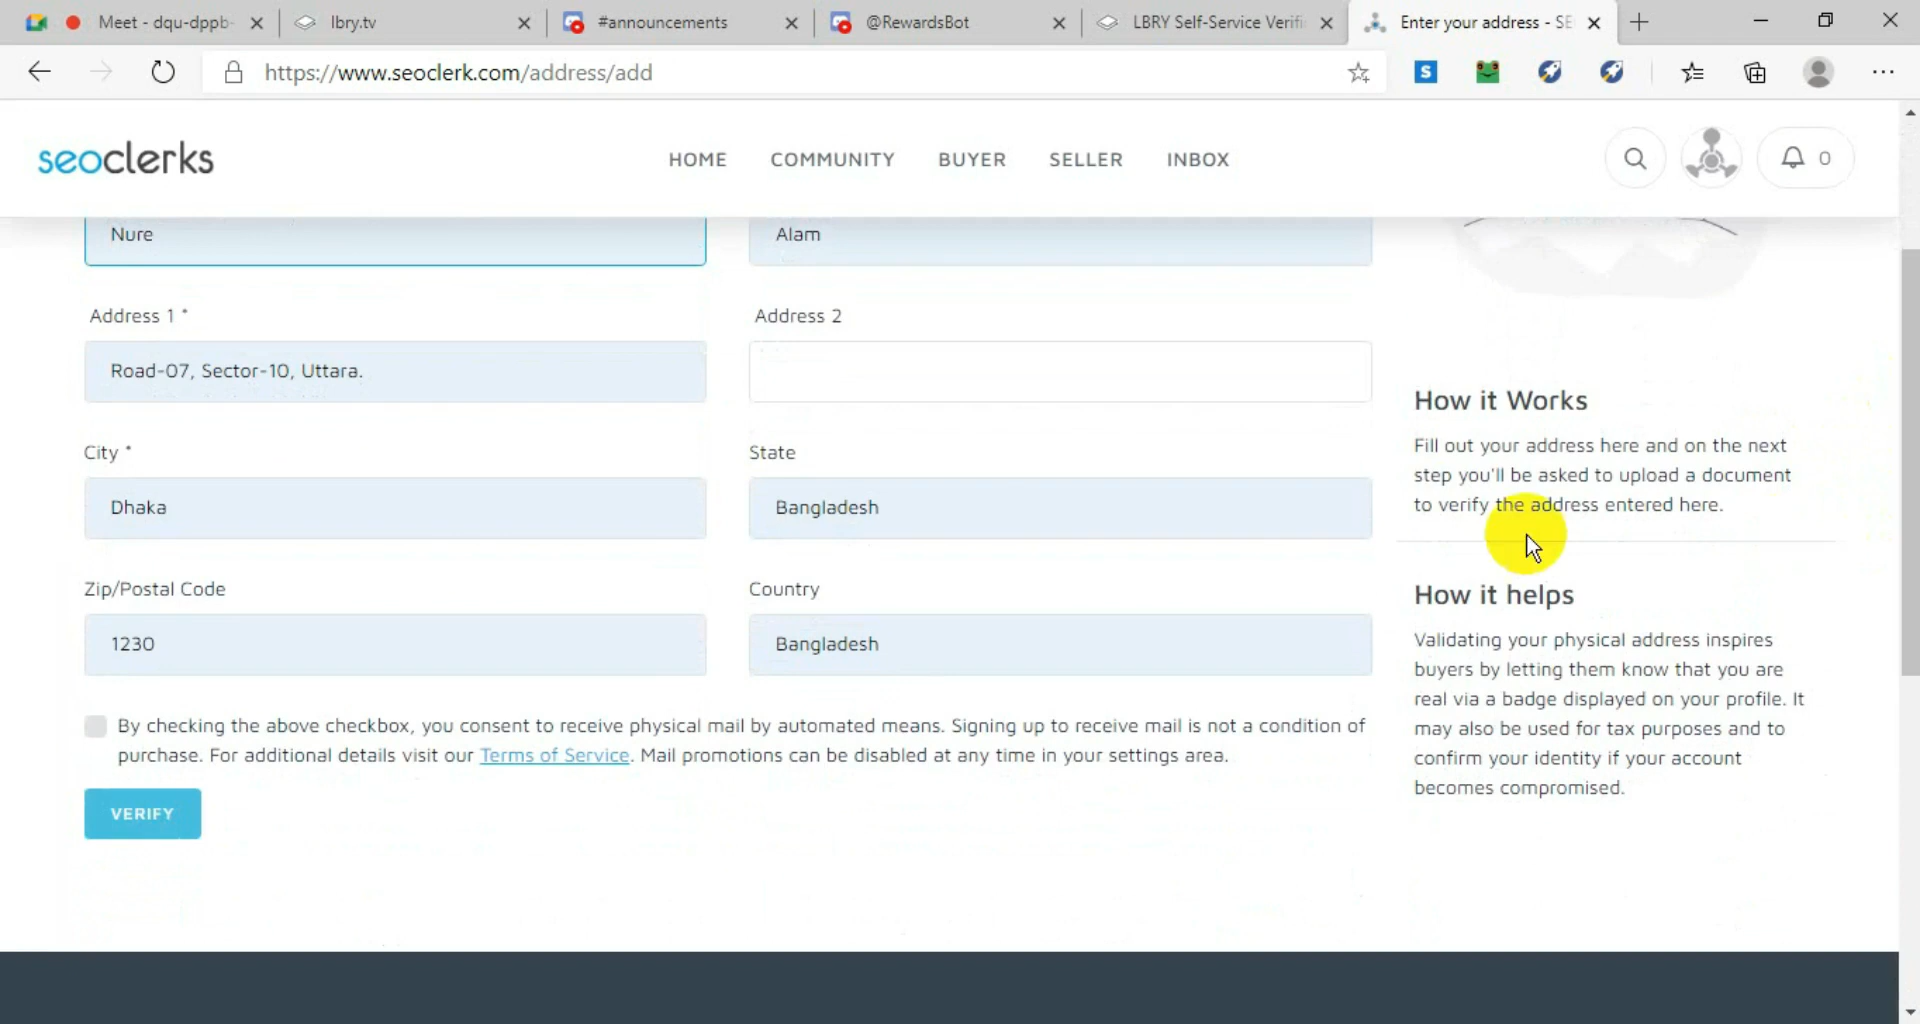 Meet - dqu-dppb-
lbry.tv
#announcements
@RewardsBot
LBRY Self-Service Verifi
Enter your address - SE
https://www.seoclerk.com/address/add
S
seoclerks
HOME
COMMUNITY
BUYER
SELLER
INBOX
0
Nure
Alam
Address 1 *
Address 2
Road-07, Sector-10, Uttara.
City *
State
Dhaka
Bangladesh
Zip/Postal Code
Country
1230
Bangladesh
By checking the above checkbox, you consent to receive physical mail by automated means. Signing up to receive mail is not a condition of
purchase. For additional details visit our Terms of Service. Mail promotions can be disabled at any time in your settings area.
VERIFY
How it Works
Fill out your address here and on the next
step you'll be asked to upload a document
to verify the address entered here.
How it helps
Validating your physical address inspires
buyers by letting them know that you are
real via a badge displayed on your profile. It
may also be used for tax purposes and to
confirm your identity if your account
becomes compromised.